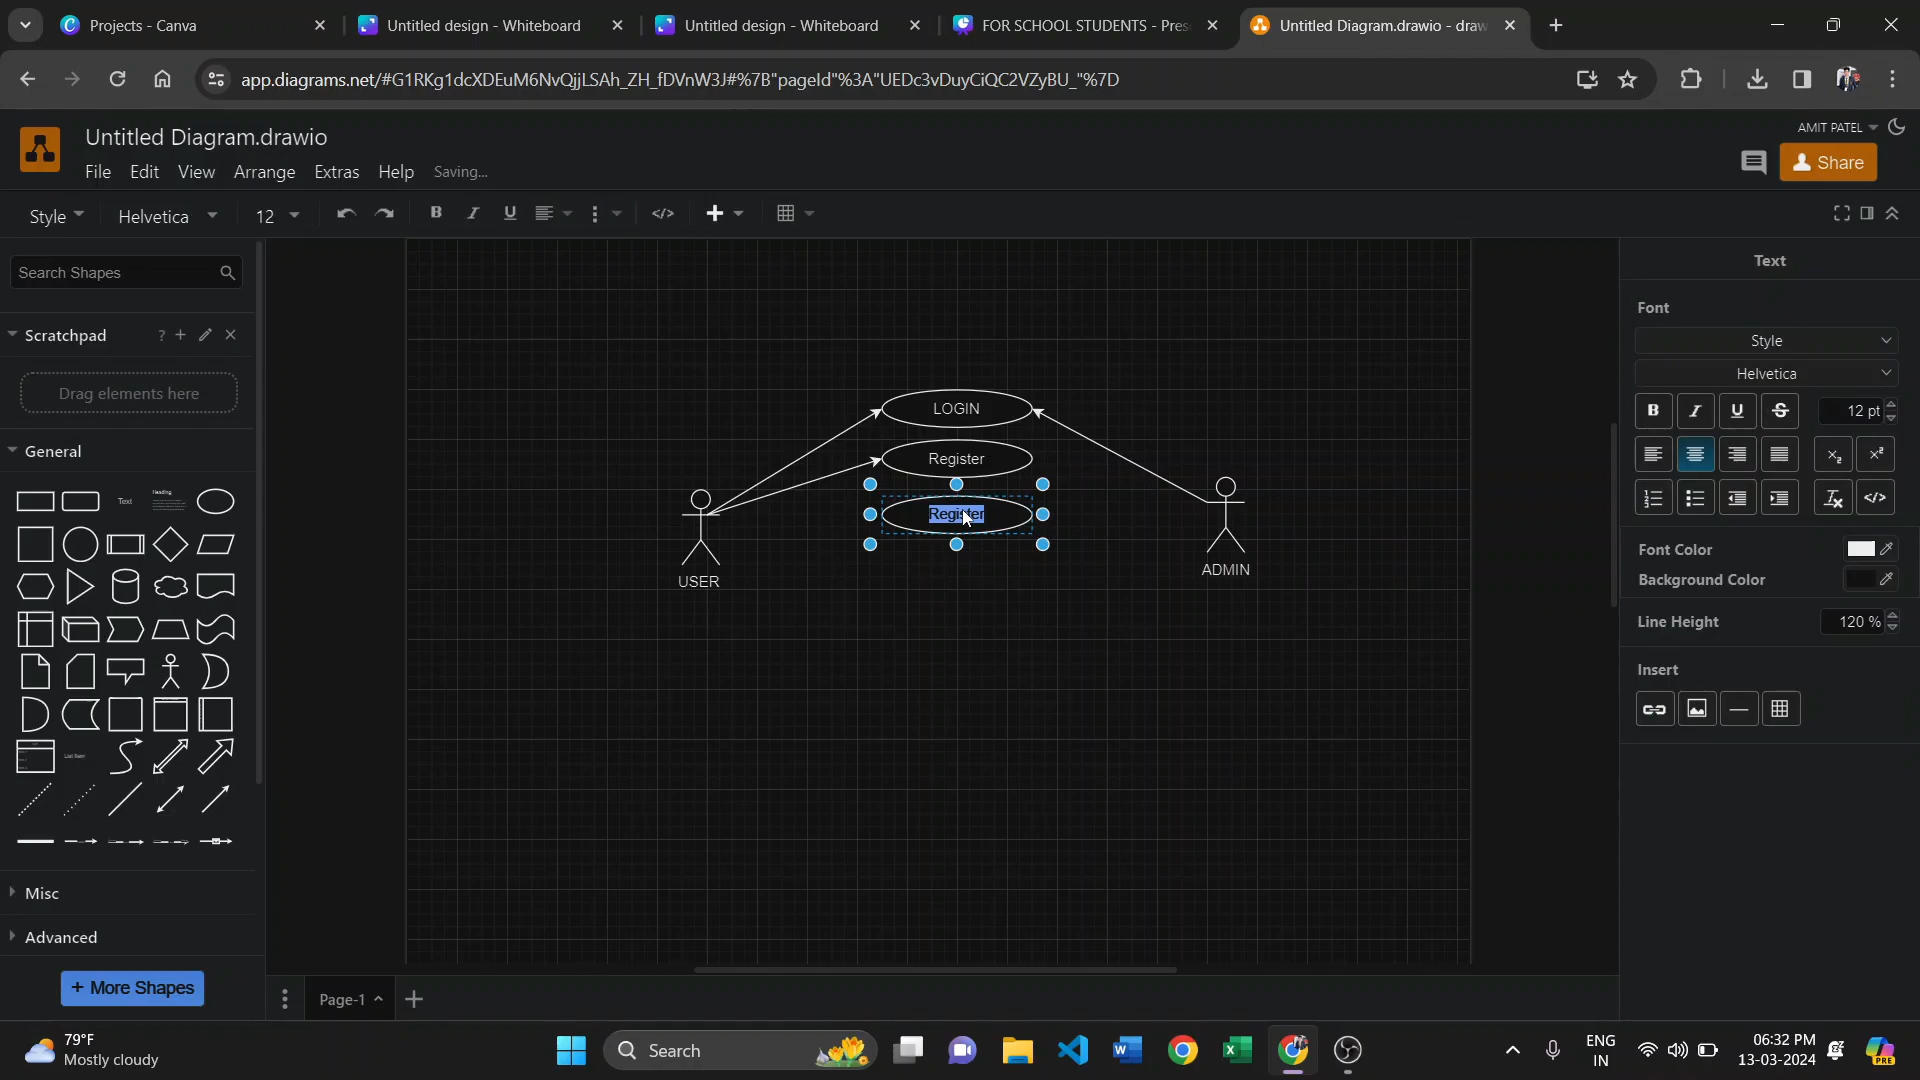 Projects - Canva
Untitled design - Whiteboard
Untitled design - Whiteboard
FOR SCHOOL STUDENTS - Pres
Untitled Diagram.drawio - draw
app.diagrams.net/#G1RKg1dcXDEuM6NvQjjLSAh_ZH_fDVnW3J#%7B"pageId"%3A"UEDc3vDuyCiQC2VZyBU_"%7D
Untitled Diagram.drawio
AMIT PATEL
File Edit View Arrange Extras Help Saving...
Share
Style Helvetica 12
Search Shapes
Text
Scratchpad
Drag elements here
General
Text
Heading
List Item
Misc
Advanced
+ More Shapes
LOGIN
Register
Register
USER
ADMIN
Font
Style
Helvetica
12 pt
Font Color
Background Color
Line Height 120 %
Insert
Page-1
79°F
Mostly cloudy
Search
ENG
IN
06:32 PM
13-03-2024
PRE